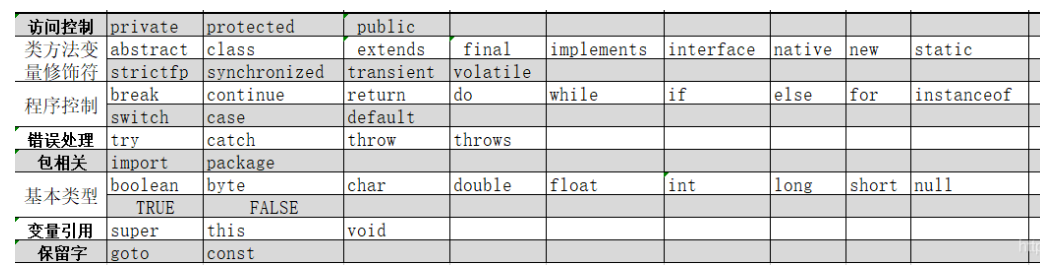 访问控制 private protected public
类方法变量修饰符 abstract class extends final implements interface native new static
strictfp synchronized transient volatile
程序控制 break continue return do while if else for instanceof
switch case default
错误处理 try catch throw throws
包相关 import package
基本类型 boolean byte char double float int long short null
TRUE FALSE
变量引用 super this void
保留字 goto const